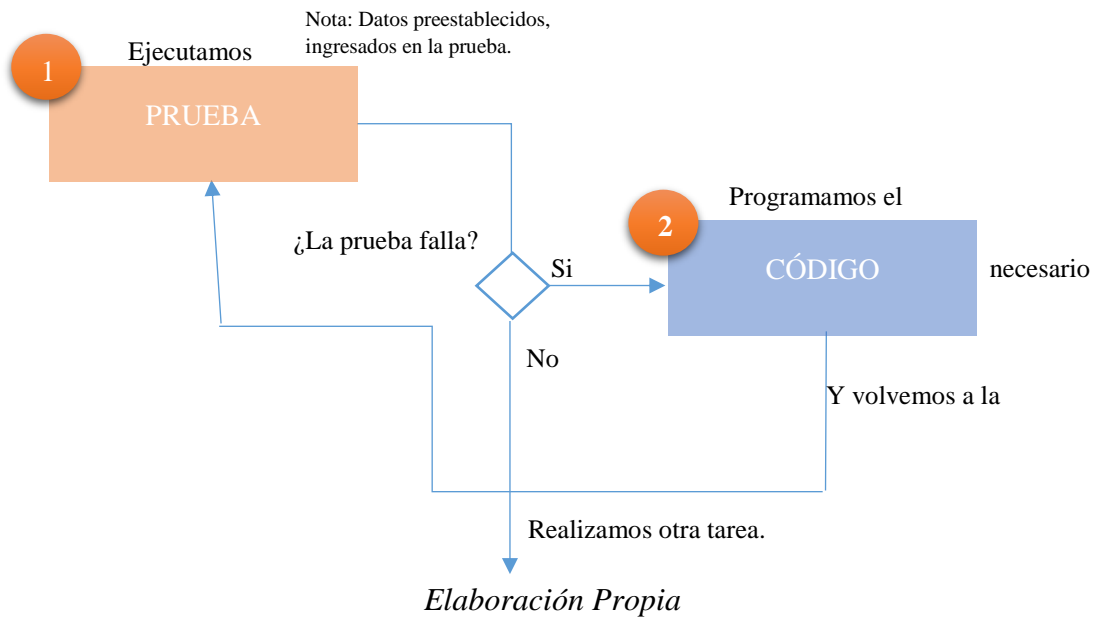 Nota: Datos preestablecidos,
ingresados en la prueba.
Ejecutamos
1
PRUEBA
¿La prueba falla?
Si
Programamos el
2
CÓDIGO
necesario
No
Y volvemos a la
Realizamos otra tarea.
Elaboración Propia